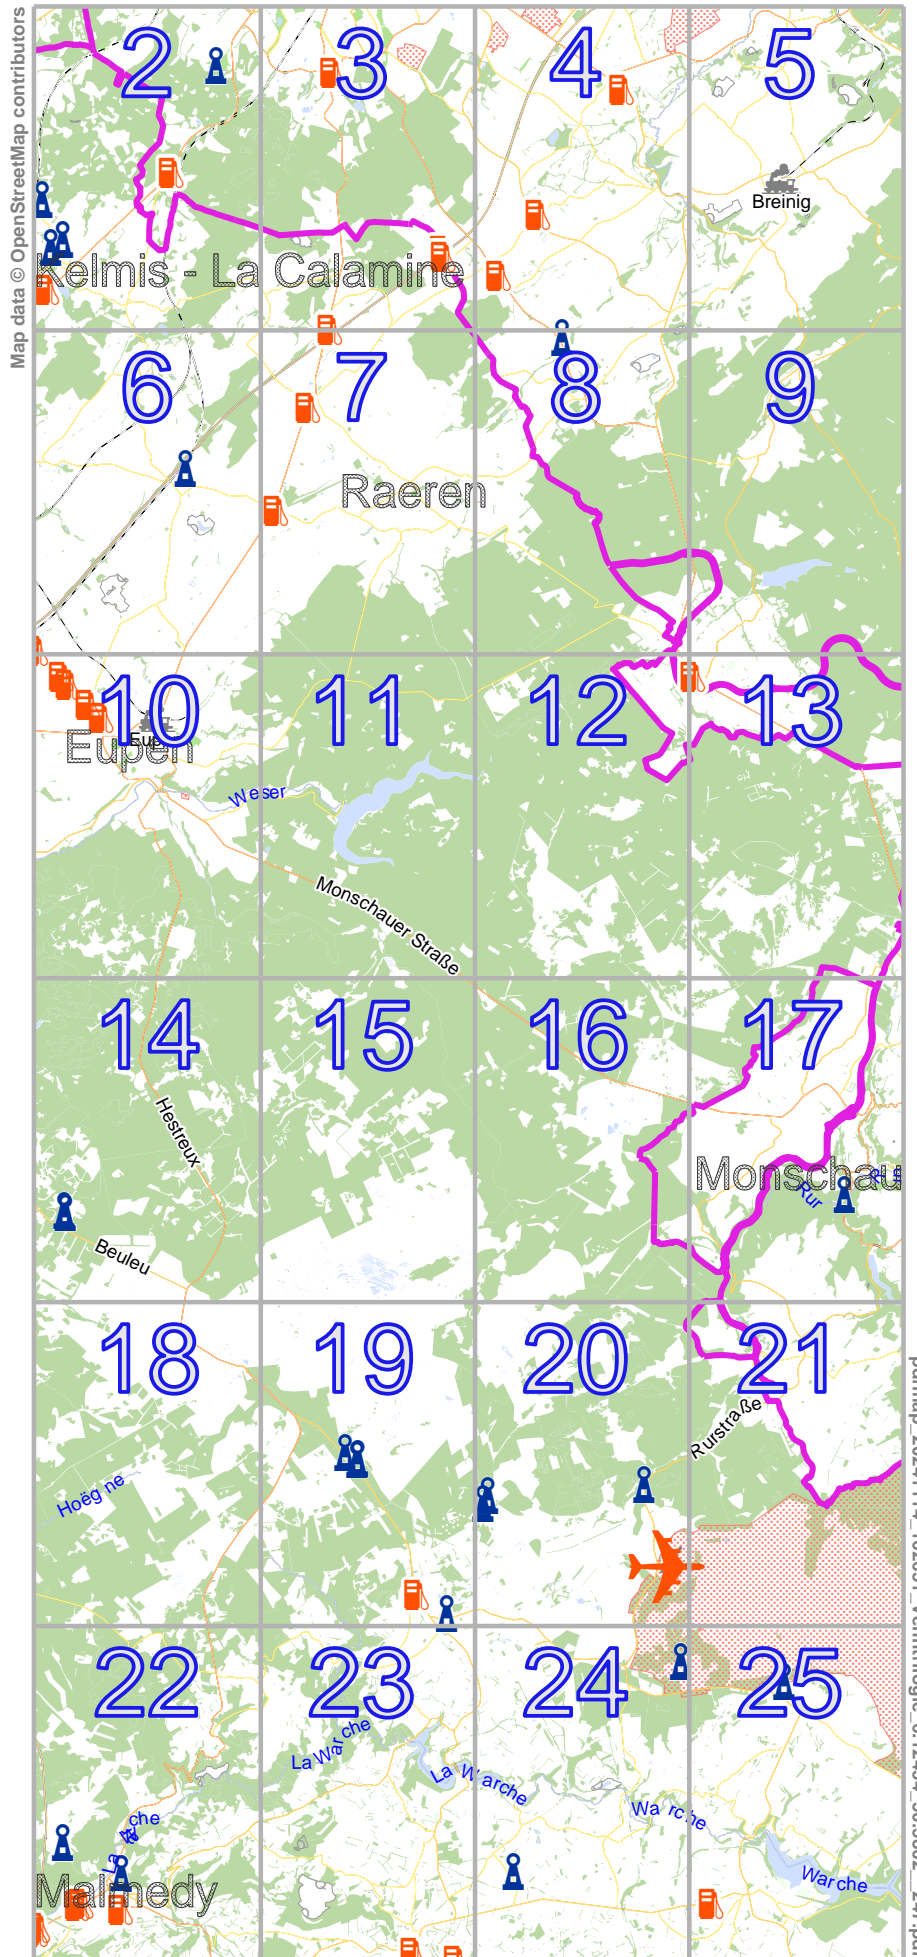 Map data © OpenStreetMap contributors
2
3
4
5
Breinig
Kelmis - La Calamine
6
7
8
9
Raeren
10
11
12
13
Eupen
Weser
Monschauer Straße
14
15
16
17
Hestreux
Monschau
Rur
Beuleu
18
19
20
21
Rurstraße
Hoëgne
22
23
24
25
La Warche
La Warche
Warche
Warche
Malmedy